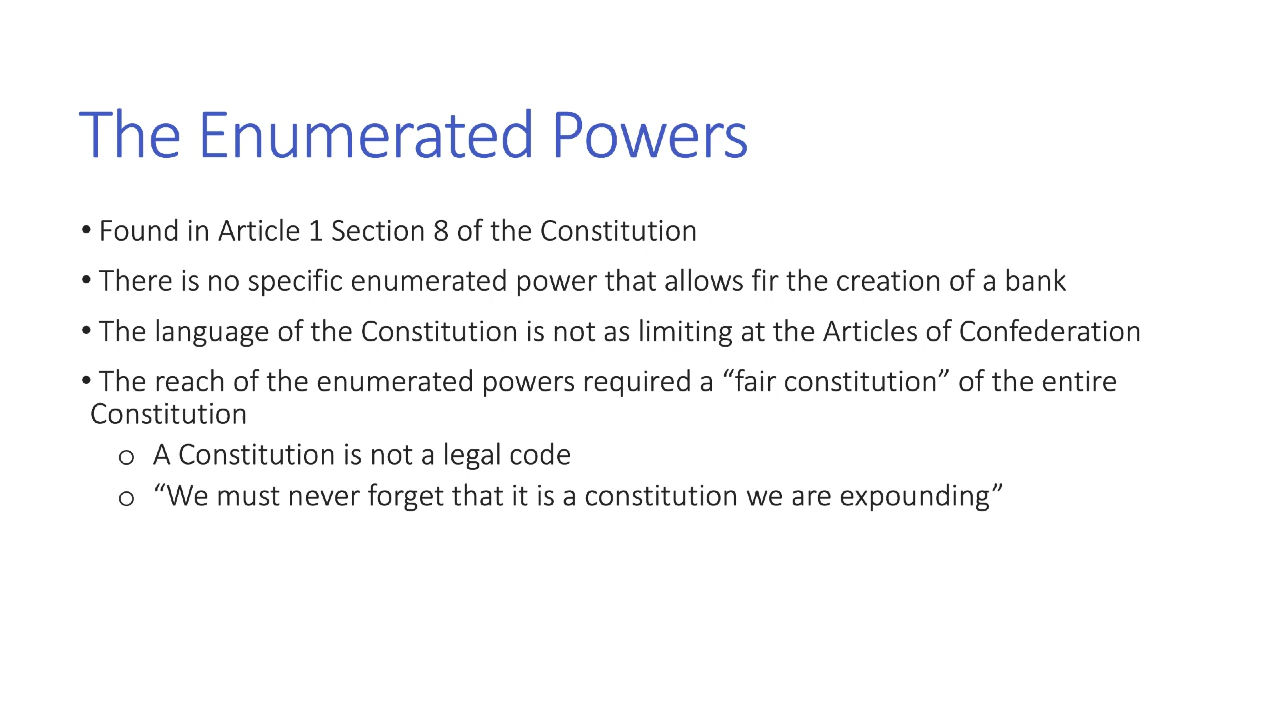 The Enumerated Powers
• Found in Article 1 Section 8 of the Constitution
• There is no specific enumerated power that allows fir the creation of a bank
• The language of the Constitution is not as limiting at the Articles of Confederation
• The reach of the enumerated powers required a “fair constitution” of the entire
Constitution
o A Constitution is not a legal code
o “We must never forget that it is a constitution we are expounding”